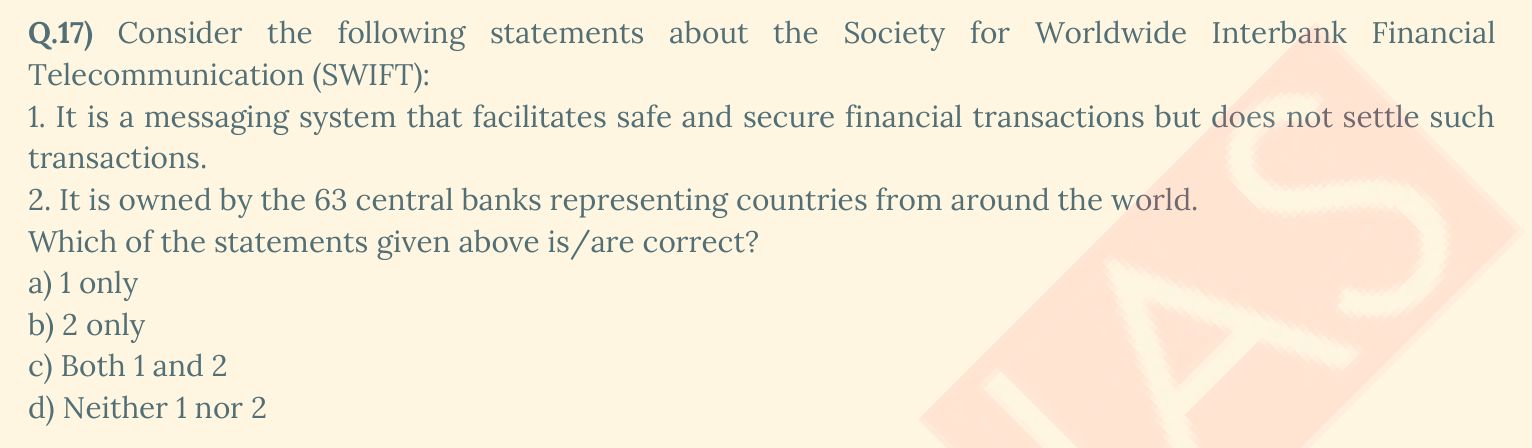 Q.17) Consider the following statements about the Society for Worldwide Interbank Financial
Telecommunication (SWIFT):
1. It is a messaging system that facilitates safe and secure financial transactions but does not settle such
transactions.
2. It is owned by the 63 central banks representing countries from around the world.
Which of the statements given above is/are correct?
a) 1 only
b) 2 only
c) Both 1 and 2
d) Neither 1 nor 2
IAS